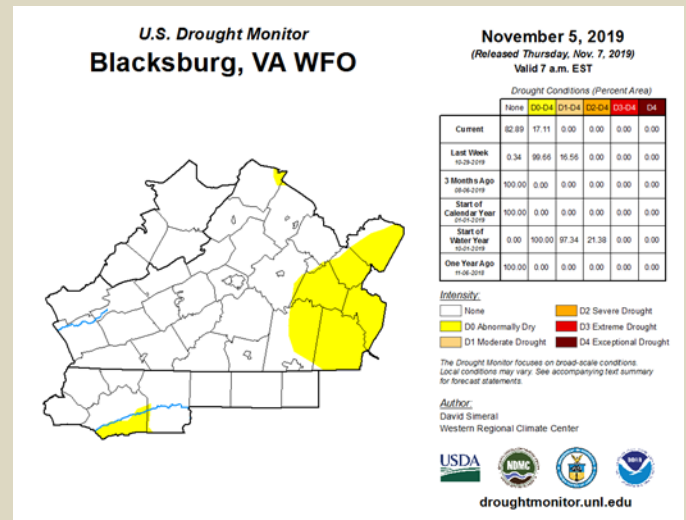 U.S. Drought Monitor
Blacksburg, VA WFO
November 5, 2019
(Released Thursday, Nov. 7, 2019)
Valid 7 a.m. EST
Drought Conditions (Percent Area)
None D0-D4 D1-D4 D2-D4 D3-D4 D4
Current 82.89 17.11 0.00 0.00 0.00 0.00
Last Week
10-29-2019
0.34 99.66 16.56 0.00 0.00 0.00
3 Months Ago
08-06-2019
100.00 0.00 0.00 0.00 0.00 0.00
Start of
Calendar Year
01-01-2019
100.00 0.00 0.00 0.00 0.00 0.00
Start of
Water Year
10-01-2019
0.00 100.00 97.34 21.38 0.00 0.00
One Year Ago
11-06-2018
100.00 0.00 0.00 0.00 0.00 0.00
Intensity:
None
D0 Abnormally Dry
D1 Moderate Drought
D2 Severe Drought
D3 Extreme Drought
D4 Exceptional Drought
The Drought Monitor focuses on broad-scale conditions.
Local conditions may vary. See accompanying text summary
for forecast statements.
Author:
David Simeral
Western Regional Climate Center
USDA
NDMC
droughtmonitor.unl.edu